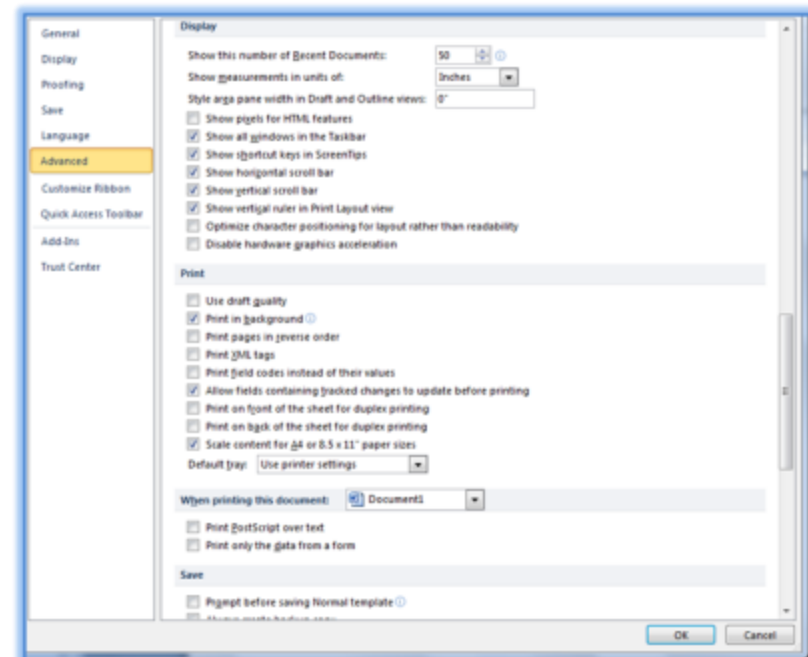 General
Display
Proofing
Save
Language
Advanced
Customize Ribbon
Quick Access Toolbar
Add-Ins
Trust Center
Display
Show this number of Recent Documents: 50
Show measurements in units of: Inches
Style area pane width in Draft and Outline views: 0"
Show pixels for HTML features
Show all windows in the Taskbar
Show shortcut keys in ScreenTips
Show horizontal scroll bar
Show vertical scroll bar
Show vertical ruler in Print Layout view
Optimize character positioning for layout rather than readability
Disable hardware graphics acceleration
Print
Use draft quality
Print in background
Print pages in reverse order
Print XML tags
Print field codes instead of their values
Allow fields containing tracked changes to update before printing
Print on front of the sheet for duplex printing
Print on back of the sheet for duplex printing
Scale content for A4 or 8.5 x 11" paper sizes
Default tray: Use printer settings
When printing this document: Document1
Print PostScript over text
Print only the data from a form
Save
Prompt before saving Normal template
Always create backup copy
OK Cancel